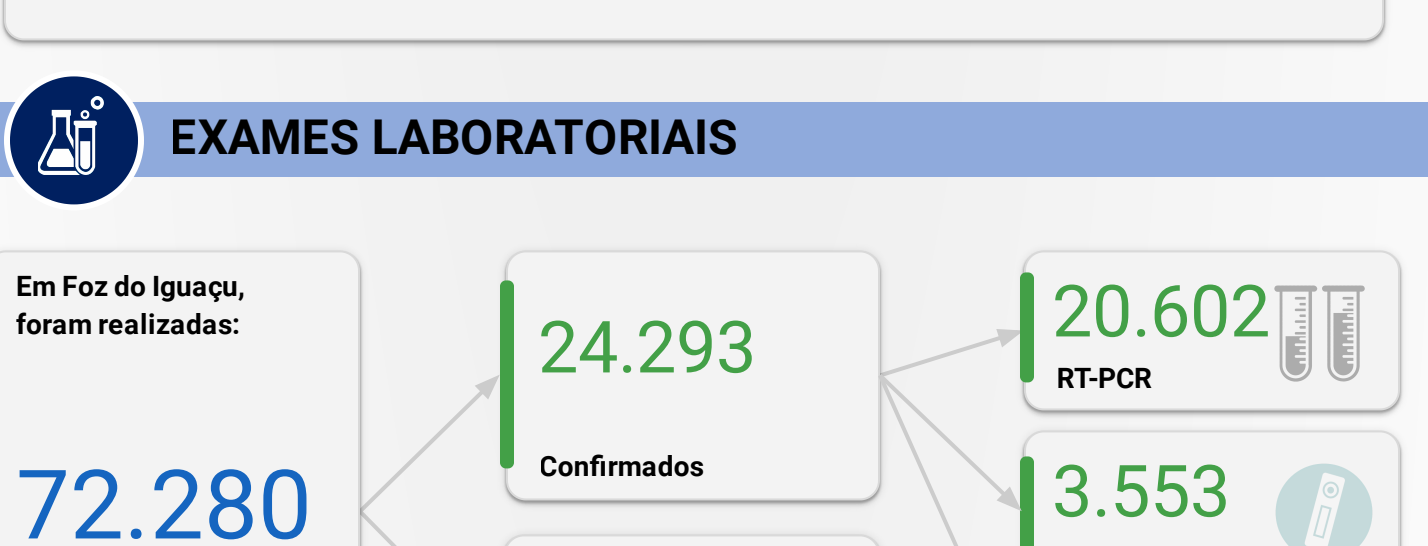 EXAMES LABORATORIAIS
Em Foz do Iguaçu,
foram realizadas:
72.280
24.293
Confirmados
20.602
RT-PCR
3.553